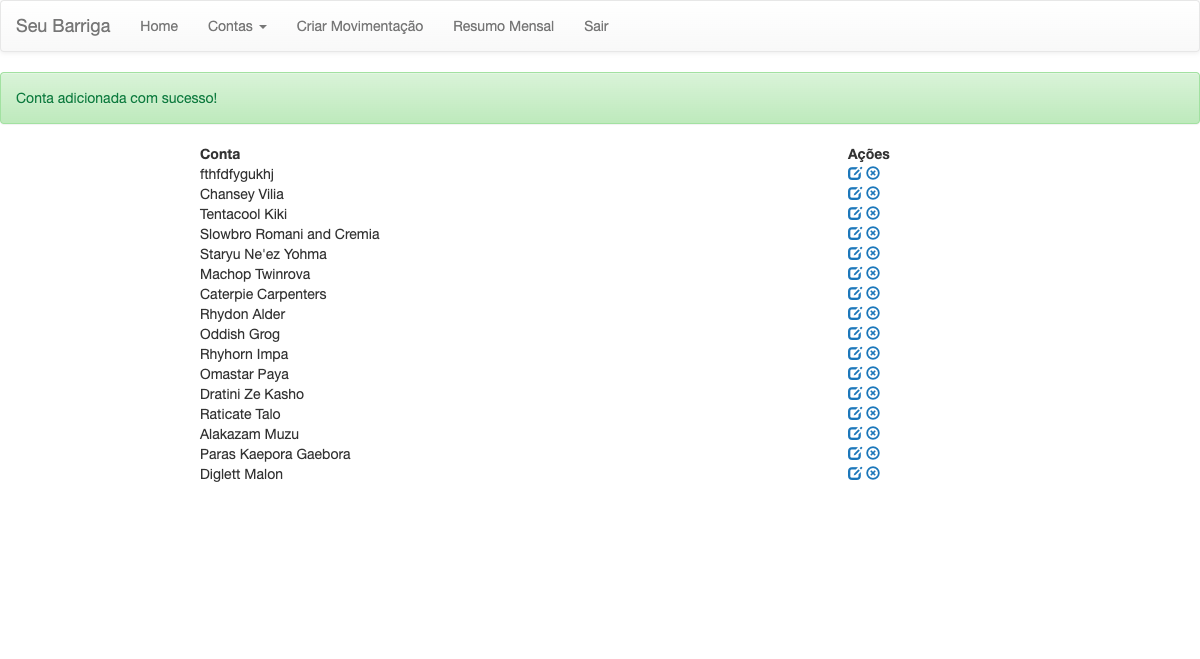 Seu Barriga Home Contas Criar Movimentação Resumo Mensal Sair
Conta adicionada com sucesso!
Conta Ações
fthfdfygukhj
Chansey Vilia
Tentacool Kiki
Slowbro Romani and Cremia
Staryu Ne'ez Yohma
Machop Twinrova
Caterpie Carpenters
Rhydon Alder
Oddish Grog
Rhyhorn Impa
Omastar Paya
Dratini Ze Kasho
Raticate Talo
Alakazam Muzu
Paras Kaepora Gaebora
Diglett Malon